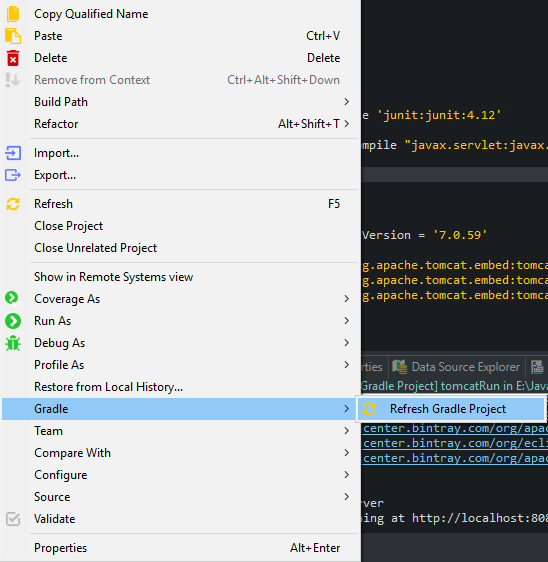 Copy Qualified Name
Paste Ctrl+V
Delete Delete
Remove from Context Ctrl+Alt+Shift+Down
Build Path
Refactor Alt+Shift+T
Import...
Export...
Refresh F5
Close Project
Close Unrelated Project
Show in Remote Systems view
Coverage As
Run As
Debug As
Profile As
Restore from Local History...
Gradle
Team
Compare With
Configure
Source
Validate
Properties Alt+Enter
Refresh Gradle Project
e 'junit:junit:4.12'
ompile "javax.servlet:javax.
Version = '7.0.59'
g.apache.tomcat.embed:tomca
g.apache.tomcat.embed:tomca
g.apache.tomcat.embed:tomca
rties Data Source Explorer
Gradle Project] tomcatRun in E:\Java
center.bintray.com/org/apac
center.bintray.com/org/ecli
center.bintray.com/org/apac
rver
ning at http://localhost:808